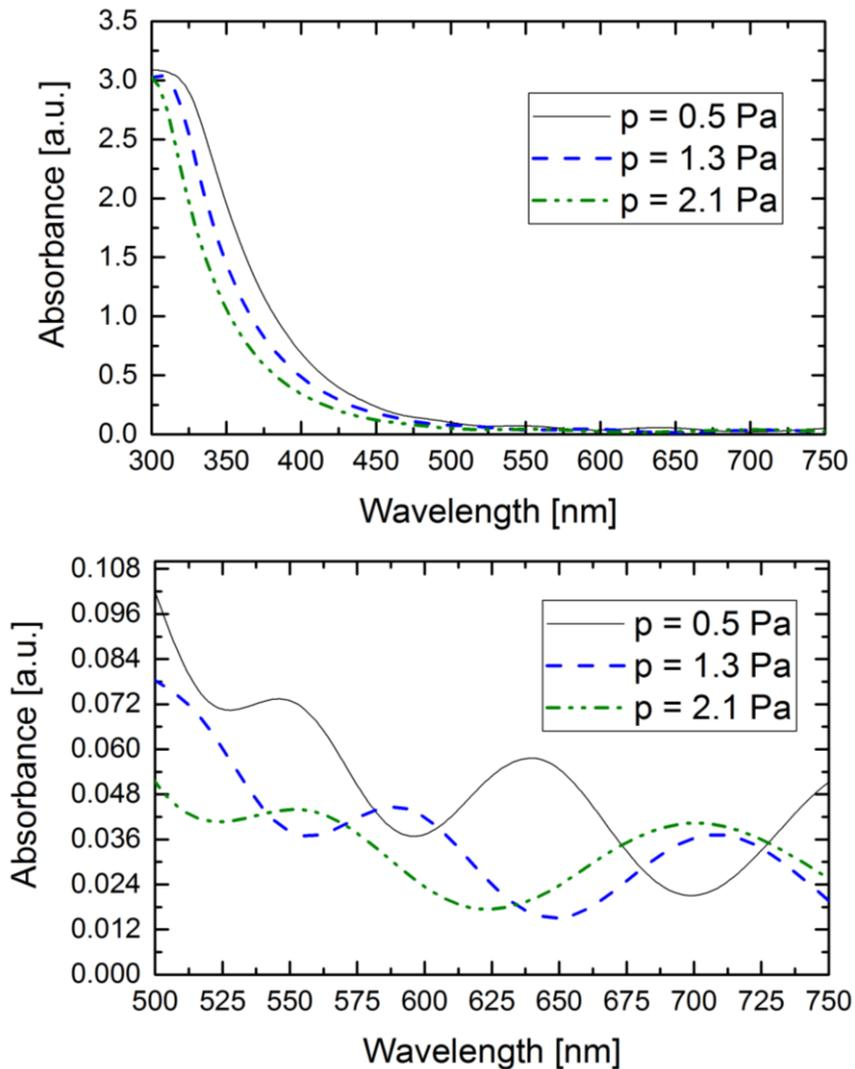 3.5
3.0
2.5
2.0
1.5
1.0
0.5
0.0
Absorbance [a.u.]
p = 0.5 Pa
p = 1.3 Pa
p = 2.1 Pa
300 350 400 450 500 550 600 650 700 750
Wavelength [nm]
0.108
0.096
0.084
0.072
0.060
0.048
0.036
0.024
0.012
0.000
Absorbance [a.u.]
p = 0.5 Pa
p = 1.3 Pa
p = 2.1 Pa
500 525 550 575 600 625 650 675 700 725 750
Wavelength [nm]